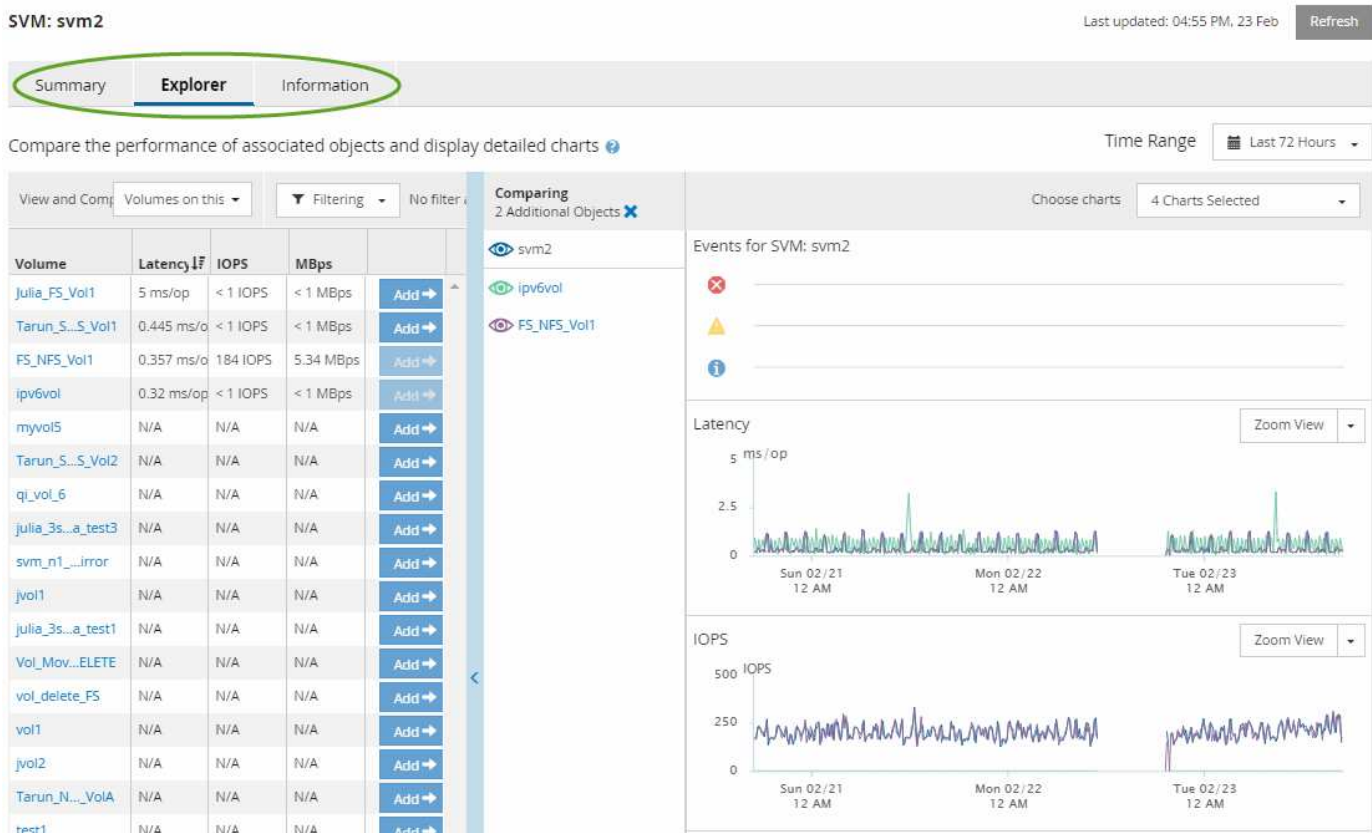 SVM: svm2
Last updated: 04:55 PM, 23 Feb Refresh
Summary Explorer Information
Compare the performance of associated objects and display detailed charts ?
Time Range Last 72 Hours
View and Comp Volumes on this Filtering No filter a
Comparing
2 Additional Objects
Choose charts 4 Charts Selected
Volume Latency IOPS MBps
Julia_FS_Vol1 5 ms/op < 1 IOPS < 1 MBps Add
Tarun_S...S_Vol1 0.445 ms/o < 1 IOPS < 1 MBps Add
FS_NFS_Vol1 0.357 ms/o 184 IOPS 5.34 MBps Add
ipv6vol 0.32 ms/op < 1 IOPS < 1 MBps Add
myvol5 N/A N/A N/A Add
Tarun_S...S_Vol2 N/A N/A N/A Add
qi_vol_6 N/A N/A N/A Add
julia_3s...a_test3 N/A N/A N/A Add
svm_n1_...irror N/A N/A N/A Add
jvol1 N/A N/A N/A Add
julia_3s...a_test1 N/A N/A N/A Add
Vol_Mov...ELETE N/A N/A N/A Add
vol_delete_FS N/A N/A N/A Add
vol1 N/A N/A N/A Add
jvol2 N/A N/A N/A Add
Tarun_N..._VolA N/A N/A N/A Add
test1 N/A N/A N/A Add
svm2
ipv6vol
FS_NFS_Vol1
Events for SVM: svm2
Latency Zoom View
5 ms/op
2.5
0
Sun 02/21 Mon 02/22 Tue 02/23
12 AM 12 AM 12 AM
IOPS Zoom View
500 IOPS
250
0
Sun 02/21 Mon 02/22 Tue 02/23
12 AM 12 AM 12 AM